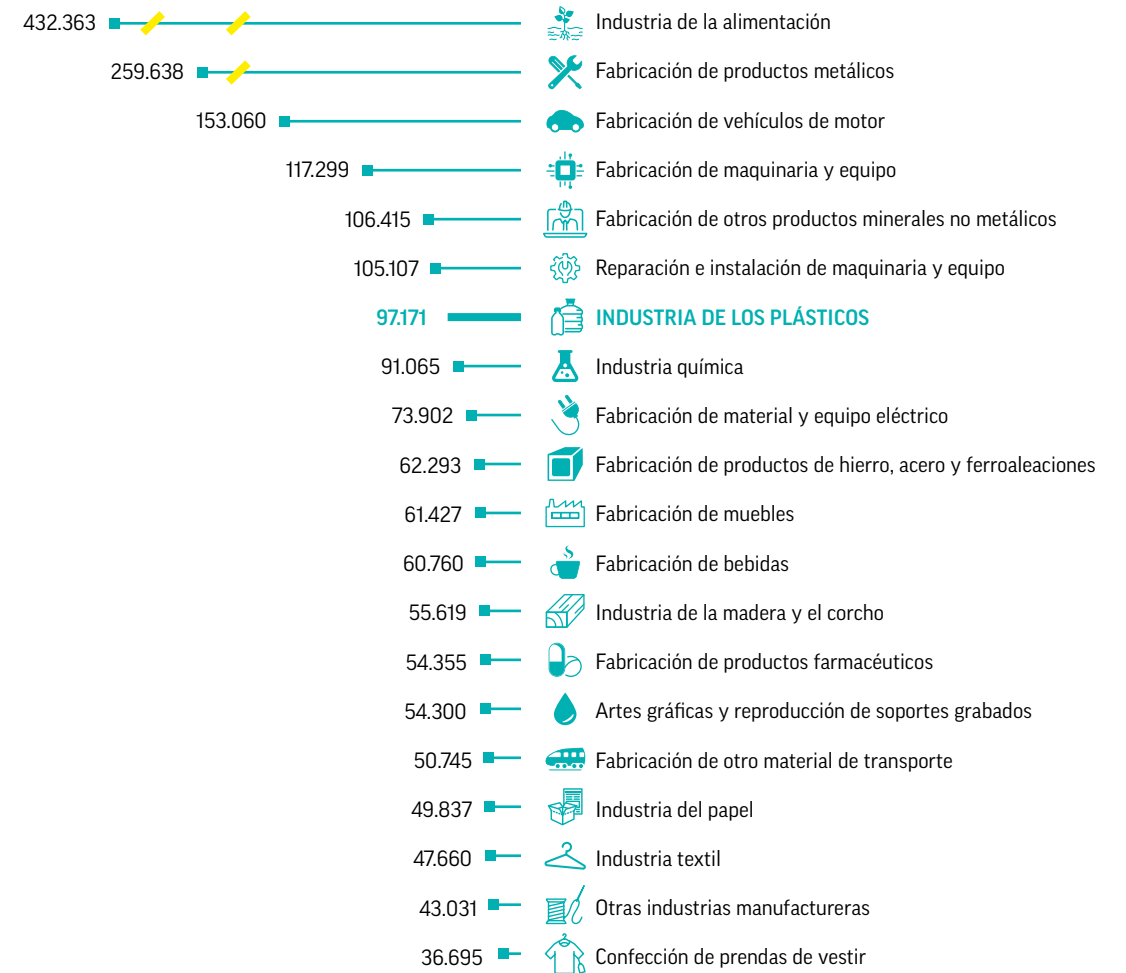 432.363 Industria de la alimentación
259.638 Fabricación de productos metálicos
153.060 Fabricación de vehículos de motor
117.299 Fabricación de maquinaria y equipo
106.415 Fabricación de otros productos minerales no metálicos
105.107 Reparación e instalación de maquinaria y equipo
97.171 INDUSTRIA DE LOS PLÁSTICOS
91.065 Industria química
73.902 Fabricación de material y equipo eléctrico
62.293 Fabricación de productos de hierro, acero y ferroaleaciones
61.427 Fabricación de muebles
60.760 Fabricación de bebidas
55.619 Industria de la madera y el corcho
54.355 Fabricación de productos farmacéuticos
54.300 Artes gráficas y reproducción de soportes grabados
50.745 Fabricación de otro material de transporte
49.837 Industria del papel
47.660 Industria textil
43.031 Otras industrias manufactureras
36.695 Confección de prendas de vestir